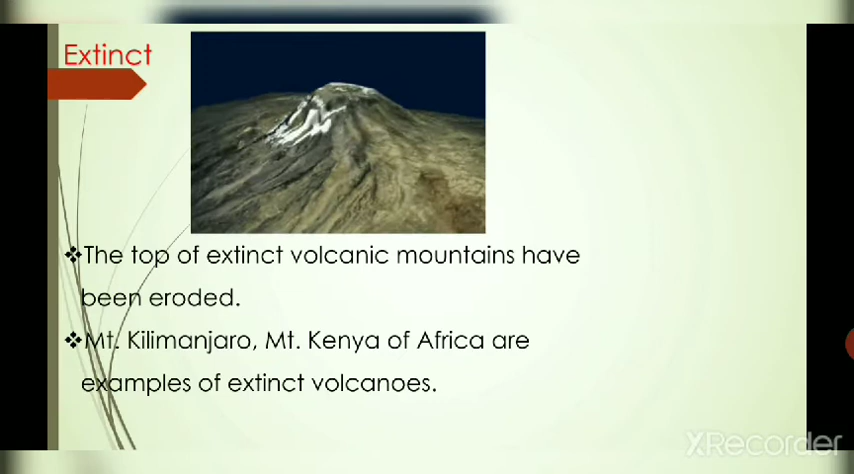 Extinct
❖The top of extinct volcanic mountains have
been eroded.
❖Mt. Kilimanjaro, Mt. Kenya of Africa are
examples of extinct volcanoes.
XRecorder